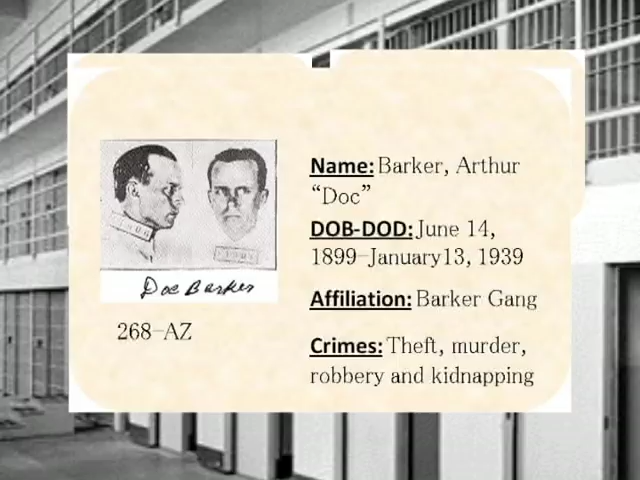 Doc Barker
268-AZ
Name: Barker, Arthur
“Doc”
DOB-DOD: June 14,
1899-January13, 1939
Affiliation: Barker Gang
Crimes: Theft, murder,
robbery and kidnapping